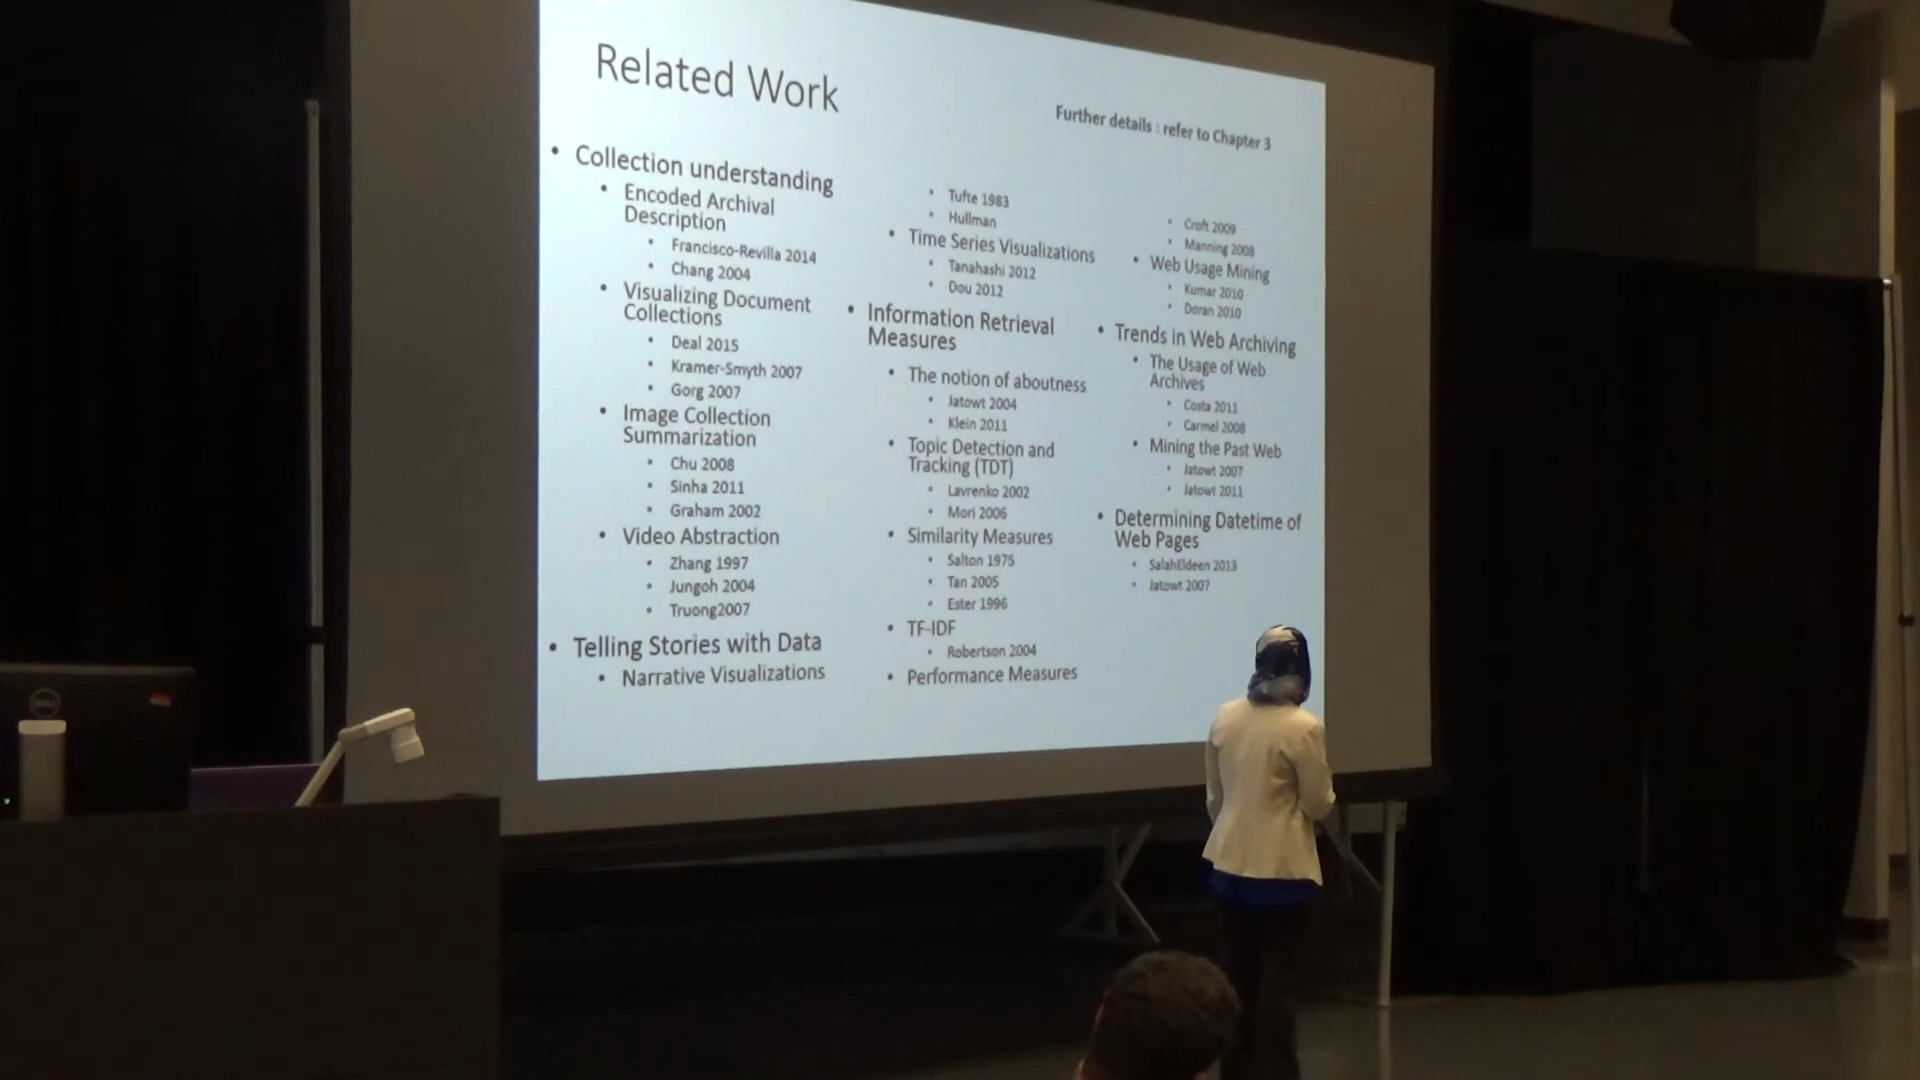 Related Work
Further details : refer to Chapter 3
• Collection understanding
• Encoded Archival
Description
• Francisco-Revilla 2014
• Chang 2004
• Visualizing Document
Collections
• Deal 2015
• Kramer-Smyth 2007
• Gorg 2007
• Image Collection
Summarization
• Chu 2008
• Sinha 2011
• Graham 2002
• Video Abstraction
• Zhang 1997
• Jungoh 2004
• Truong2007
• Telling Stories with Data
• Narrative Visualizations
• Tufte 1983
• Hullman
• Time Series Visualizations
• Tanahashi 2012
• Dou 2012
• Information Retrieval
Measures
• The notion of aboutness
• Jatowt 2004
• Klein 2011
• Topic Detection and
Tracking (TDT)
• Lavrenko 2002
• Mori 2006
• Similarity Measures
• Salton 1975
• Tan 2005
• Ester 1996
• TF-IDF
• Robertson 2004
• Performance Measures
• Croft 2009
• Manning 2008
• Web Usage Mining
• Kumar 2010
• Doran 2010
• Trends in Web Archiving
• The Usage of Web
Archives
• Costa 2011
• Carmel 2008
• Mining the Past Web
• Jatowt 2007
• Jatowt 2011
• Determining Datetime of
Web Pages
• SalahEldeen 2013
• Jatowt 2007
DELL